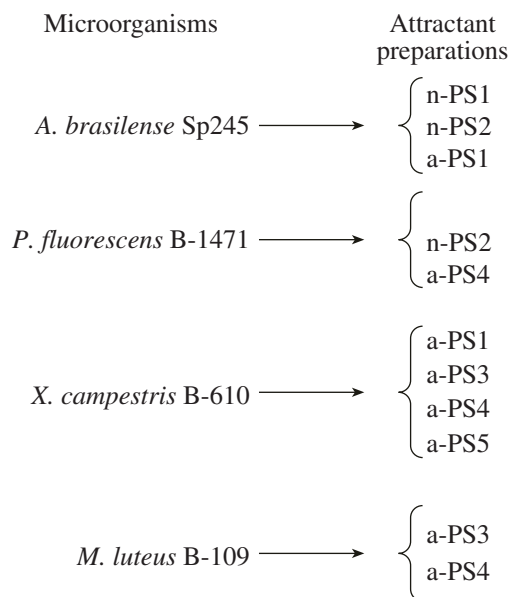 Microorganisms
Attractant
preparations
A. brasilense Sp245
n-PS1
n-PS2
a-PS1
P. fluorescens B-1471
n-PS2
a-PS4
X. campestris B-610
a-PS1
a-PS3
a-PS4
a-PS5
M. luteus B-109
a-PS3
a-PS4